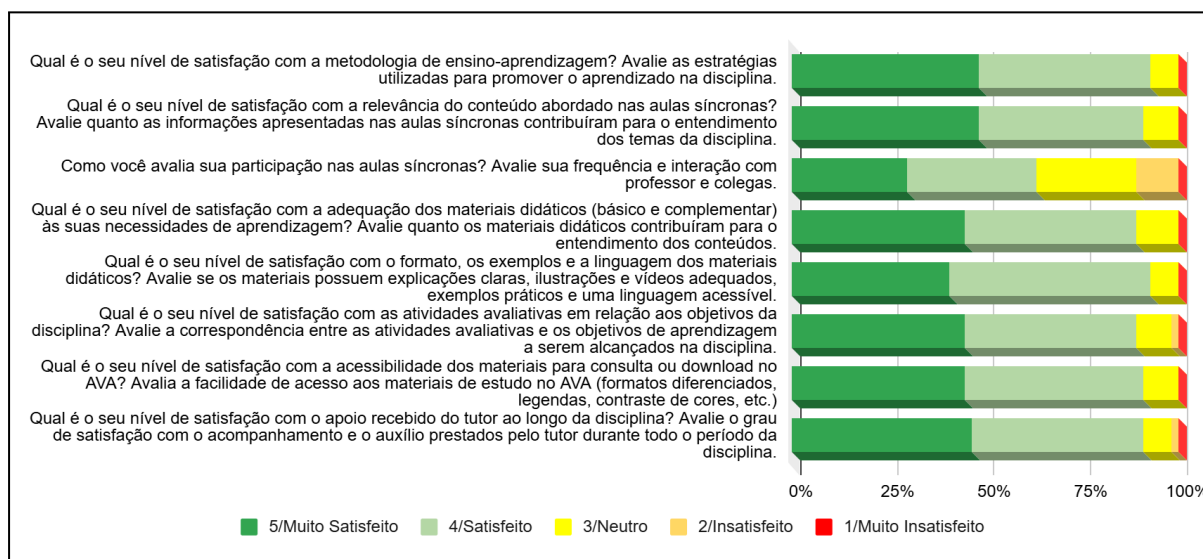 Qual é o seu nível de satisfação com a metodologia de ensino-aprendizagem? Avalie as estratégias
utilizadas para promover o aprendizado na disciplina.
Qual é o seu nível de satisfação com a relevância do conteúdo abordado nas aulas síncronas?
Avalie quanto as informações apresentadas nas aulas síncronas contribuíram para o entendimento
dos temas da disciplina.
Como você avalia sua participação nas aulas síncronas? Avalie sua frequência e interação com
professor e colegas.
Qual é o seu nível de satisfação com a adequação dos materiais didáticos (básico e complementar)
às suas necessidades de aprendizagem? Avalie quanto os materiais didáticos contribuíram para o
entendimento dos conteúdos.
Qual é o seu nível de satisfação com o formato, os exemplos e a linguagem dos materiais
didáticos? Avalie se os materiais possuem explicações claras, ilustrações e vídeos adequados,
exemplos práticos e uma linguagem acessível.
Qual é o seu nível de satisfação com as atividades avaliativas em relação aos objetivos da
disciplina? Avalie a correspondência entre as atividades avaliativas e os objetivos de aprendizagem
a serem alcançados na disciplina.
Qual é o seu nível de satisfação com a acessibilidade dos materiais para consulta ou download no
AVA? Avalia a facilidade de acesso aos materiais de estudo no AVA (formatos diferenciados,
legendas, contraste de cores, etc.)
Qual é o seu nível de satisfação com o apoio recebido do tutor ao longo da disciplina? Avalie o grau
de satisfação com o acompanhamento e o auxílio prestados pelo tutor durante todo o período da
disciplina.
0% 25% 50% 75% 100%
5/Muito Satisfeito 4/Satisfeito 3/Neutro 2/Insatisfeito 1/Muito Insatisfeito